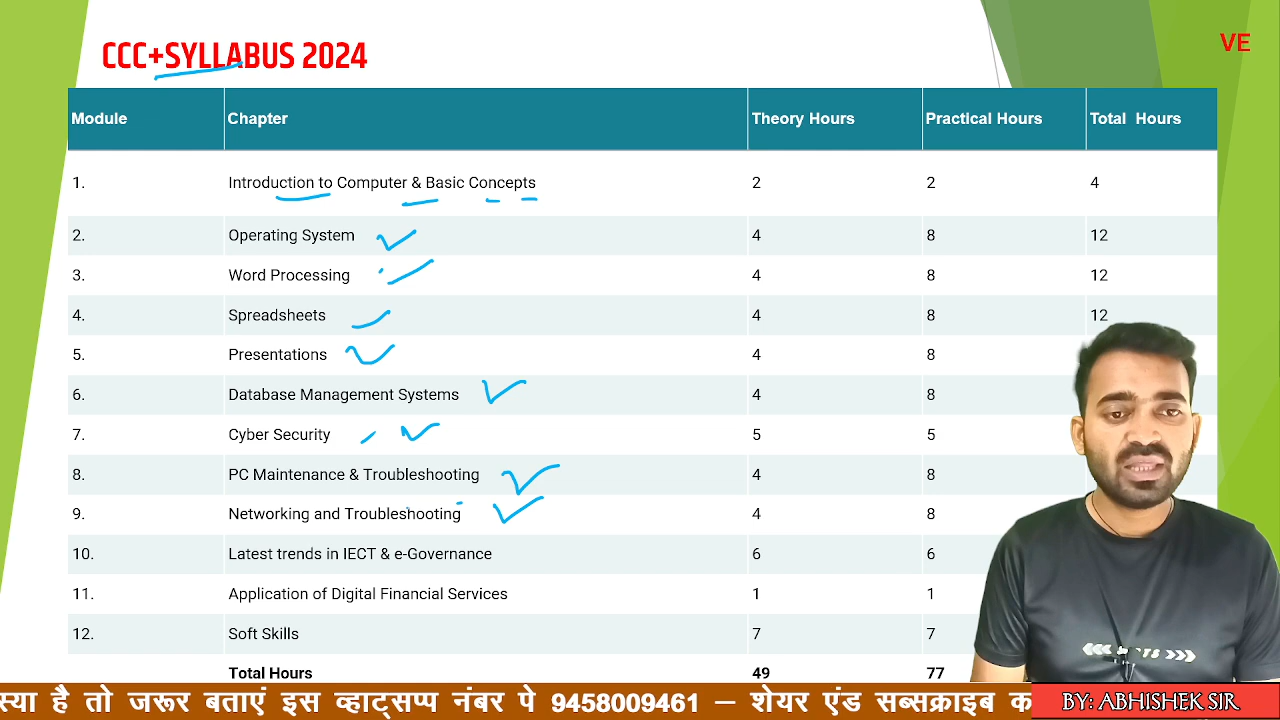 CCC+SYLLABUS 2024
VE
Module Chapter Theory Hours Practical Hours Total Hours
1. Introduction to Computer & Basic Concepts 2 2 4
2. Operating System 4 8 12
3. Word Processing 4 8 12
4. Spreadsheets 4 8 12
5. Presentations 4 8
6. Database Management Systems 4 8
7. Cyber Security 5 5
8. PC Maintenance & Troubleshooting 4 8
9. Networking and Troubleshooting 4 8
10. Latest trends in IECT & e-Governance 6 6
11. Application of Digital Financial Services 1 1
12. Soft Skills 7 7
Total Hours 49 77
है तो जरूर बताएं इस व्हाट्सप्प नंबर पे 9458009461 – शेयर एंड सब्सक्राइब
BY: ABHISHEK SIR